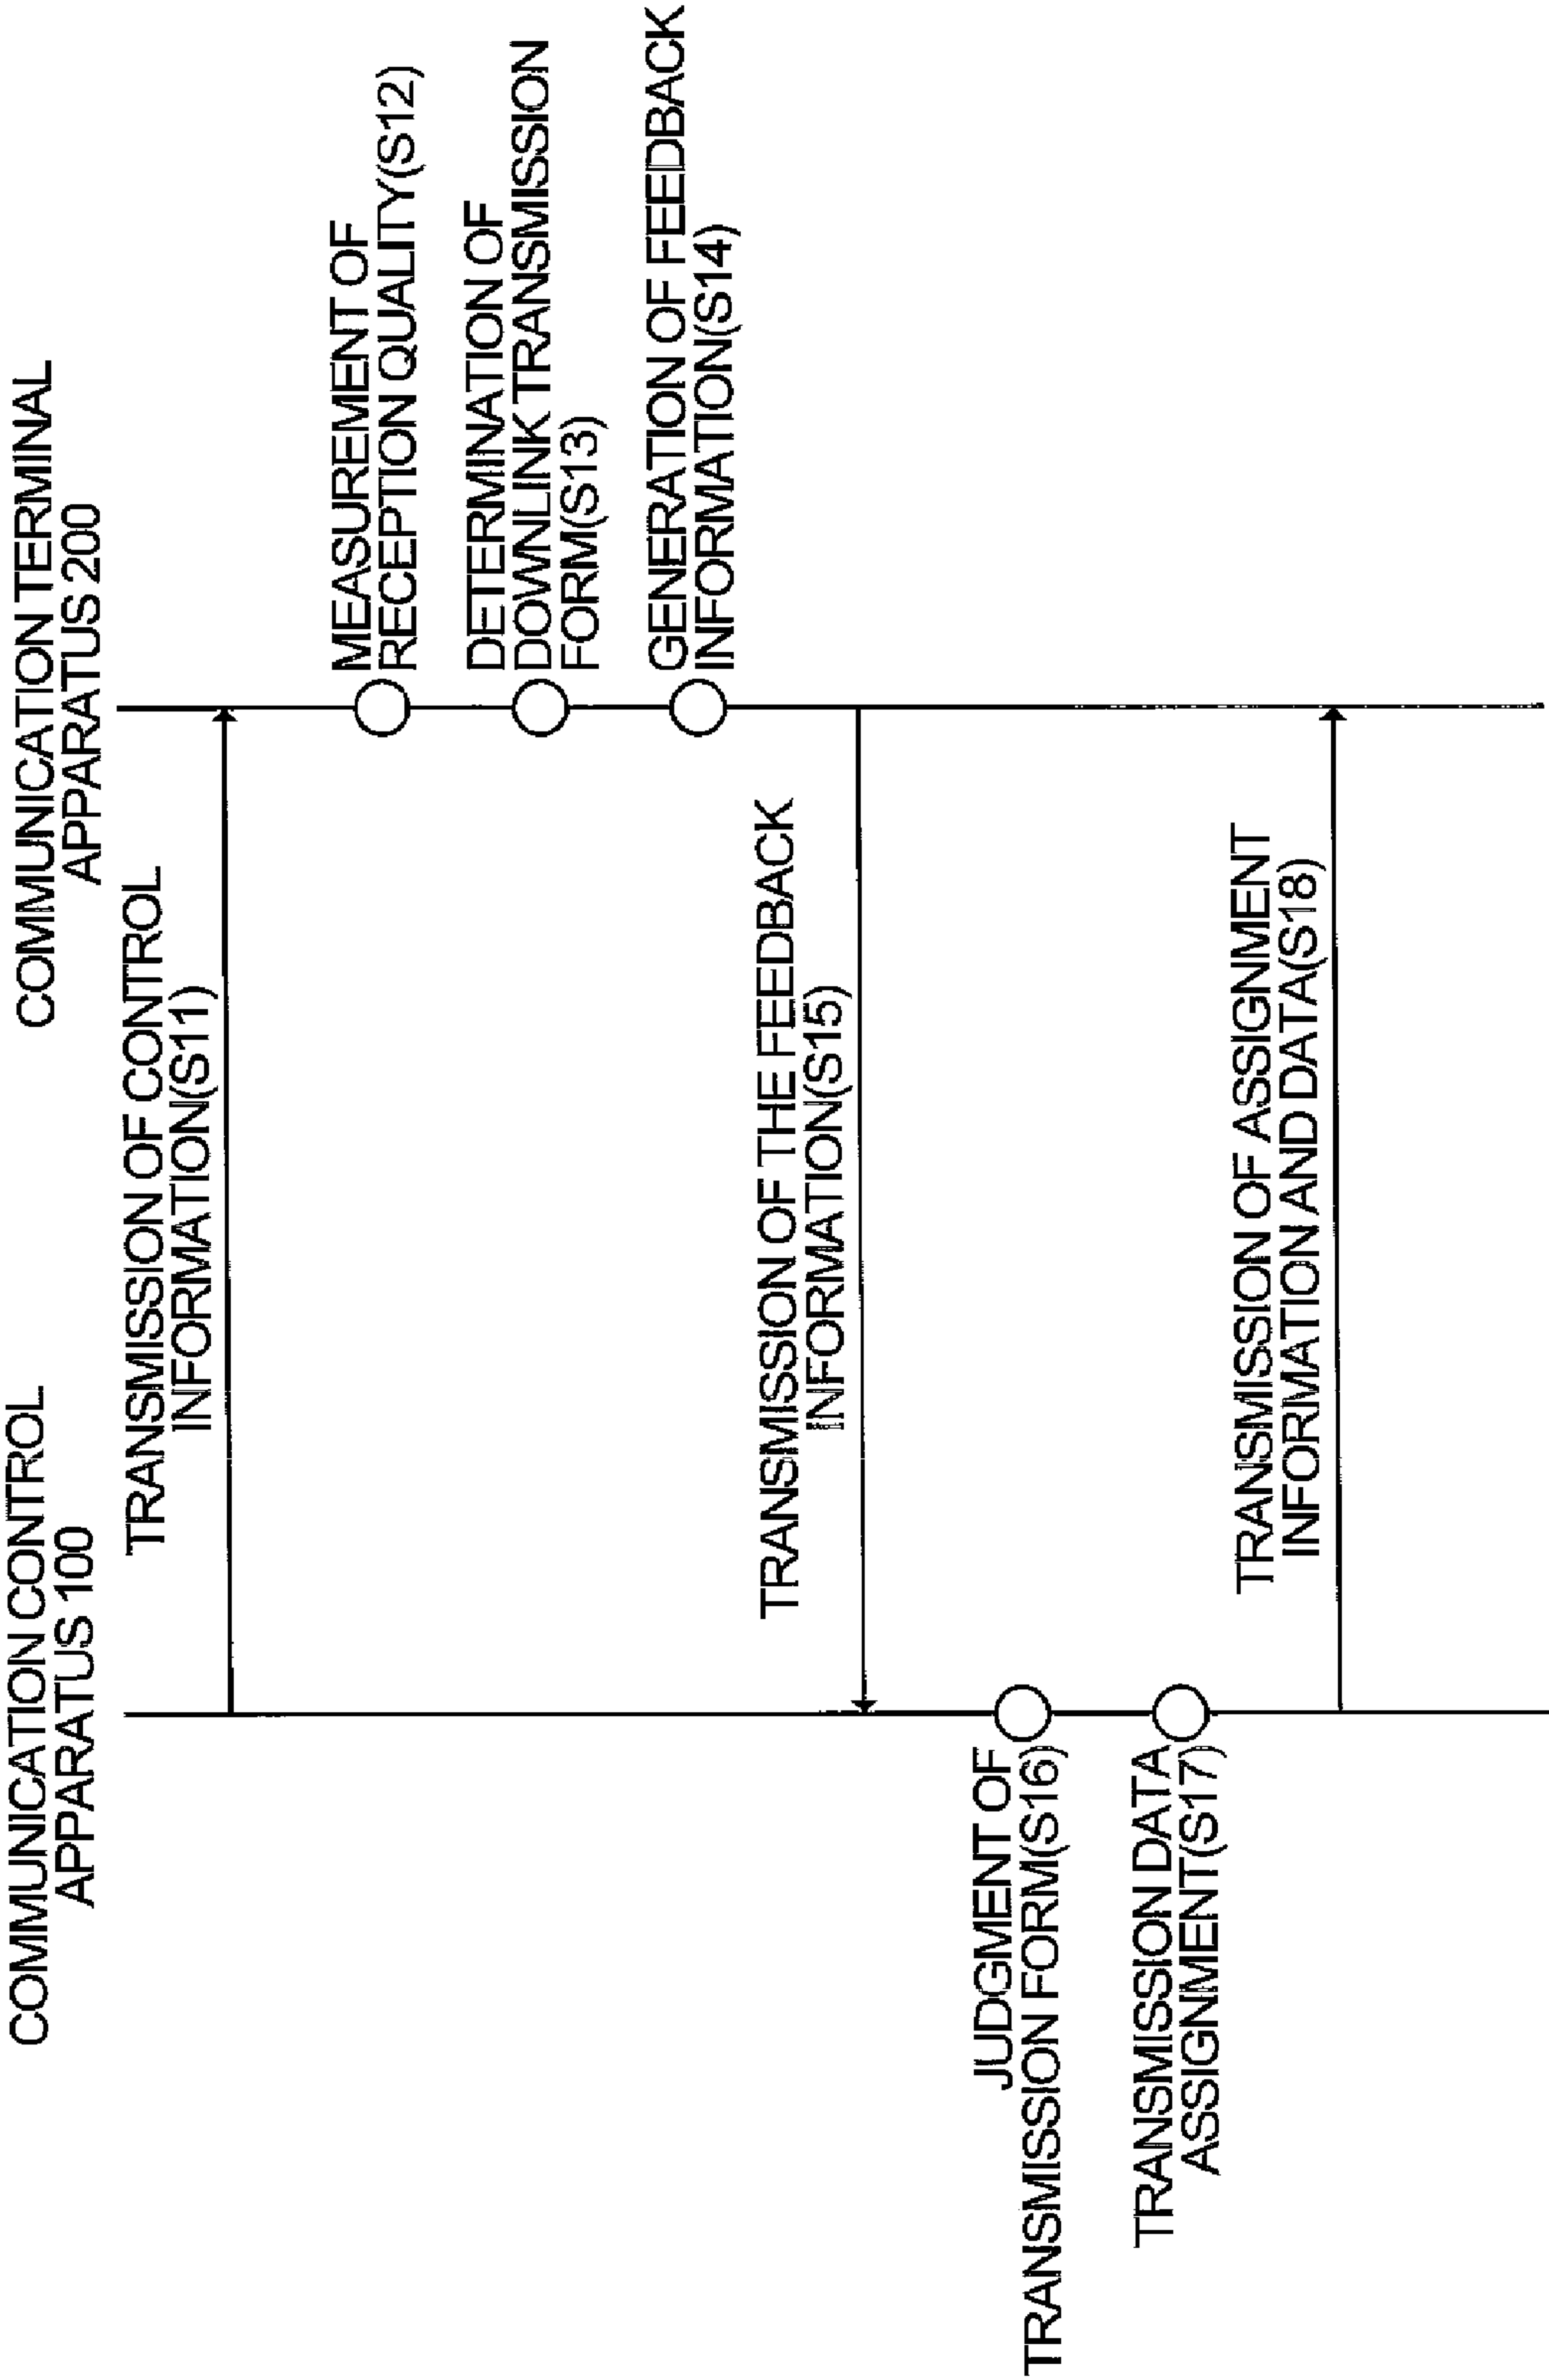 COMMUNICATION CONTROL
APPARATUS 100
COMMUNICATION TERMINAL
APPARATUS 200
TRANSMISSION OF CONTROL
INFORMATION(S11)
MEASUREMENT OF
RECEPTION QUALITY(S12)
DETERMINATION OF
DOWNLINK TRANSMISSION
FORM(S13)
GENERATION OF FEEDBACK
INFORMATION(S14)
TRANSMISSION OF THE FEEDBACK
INFORMATION(S15)
JUDGMENT OF
TRANSMISSION FORM(S16)
TRANSMISSION DATA
ASSIGNMENT(S17)
TRANSMISSION OF ASSIGNMENT
INFORMATION AND DATA(S18)